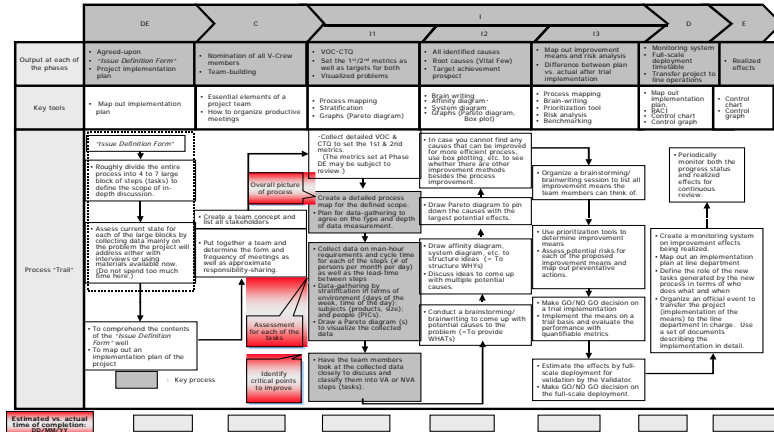 DE
C
I
D
E
I1
I2
I3
Output at each of
the phases
• Agreed-upon
• "Issue Definition Form"
• Project implementation
plan
• Nomination of all V-Crew
members
• Team-building
• VOC·CTQ
• Set the 1st/2nd metrics as
well as targets for both
• Visualized problems
• All identified causes
• Root causes (Vital Few)
• Target achievement
prospect
• Map out improvement
means and risk analysis
• Difference between plan
vs. actual after trial
implementation
• Monitoring system
• Full-scale
deployment
timetable
• Transfer project to
line operations
• Realized
effects
Key tools
• Map out implementation
plan
• Essential elements of a
project team
• How to organize productive
meetings
• Process mapping
• Stratification
• Graphs (Pareto diagram)
• Brain writing
• Affinity diagram·
• System diagram
• Graphs (Pareto diagram,
Box plot)
• Process mapping
• Brain-writing
• Prioritization tool
• Risk analysis
• Benchmarking
• Map out
implementation
plan,
• RACI
• Control chart
• Control graph
• Control
chart
• Control
graph
Process "Trail"
"Issue Definition Form"
• Roughly divide the entire
process into 4 to 7 large
block of steps (tasks) to
define the scope of in-
depth discussion.
• Assess current state for
each of the large blocks by
collecting data mainly on
the problem the project will
address either with
interviews or using
materials available now.
(Do not spend too much
time here.)
• To comprehend the contents
of the "Issue Definition
Form" well
• To map out an
implementation plan of the
project
: Key process
• Create a team concept and
list all stakeholders
• Put together a team and
determine the form and
frequency of meetings as
well as approximate
responsibility-sharing.
Overall picture
of process
Assessment
for each of the
tasks
Identify
critical points
to improve
·Collect detailed VOC &
CTQ to set the 1st & 2nd
metrics.
(The metrics set at Phase
DE may be subject to
review.)
• Create a detailed process
map for the defined scope.
• Plan for data-gathering to
agree on the type and depth
of data measurement.
• Collect data on man-hour
requirements and cycle time
for each of the steps (# of
persons per month per day) as
well as the lead-time between
steps
• Data-gathering by
stratification in terms of
environment (days of the
week, time of the day);
subjects (products, size); and
people (PICs).
• Draw a Pareto diagram (s)
to visualize the collected
data
• Have the team members
look at the collected data
closely to discuss and
classify them into VA or NVA
steps (tasks).
• In case you cannot find any
causes that can be improved
for more efficient process,
use box plotting, etc. to see
whether there are other
improvement methods
besides the process
improvement.
• Draw Pareto diagram to pin
down the causes with the
largest potential effects.
• Draw affinity diagram,
system diagram, etc. to
structure ideas (= To
structure WHYs)
• Discuss ideas to come up
with multiple potential
causes.
• Conduct a brainstorming/
brainwriting to come up with
potential causes to the
problem (=To provide
WHATs)
• Organize a brainstorming/
brainwriting session to list all
improvement means the
team members can think of.
• Use prioritization tools to
determine improvement
means
• Assess potential risks for
each of the proposed
improvement means and
map out preventive
actions.
• Make GO/NO GO decision on
a trial implementation
• Implement the means on a
trial basis and evaluate the
performance with
quantifiable metrics
• Estimate the effects by full-
scale deployment for
validation by the Validator.
• Make GO/NO GO decision on
the full-scale deployment.
• Periodically
monitor both the
progress status
and realized
effects for
continuous
review.
• Create a monitoring system
on improvement effects
being realized.
• Map out an implementation
plan at line department
• Define the role of the new
tasks generated by the new
process in terms of who
does what and when
• Organize an official event to
transfer the project
(implementation of the
means) to the line
department in charge. Use
a set of documents
describing the
implementation in detail.
Estimated vs. actual
time of completion:
DD/MM/YY